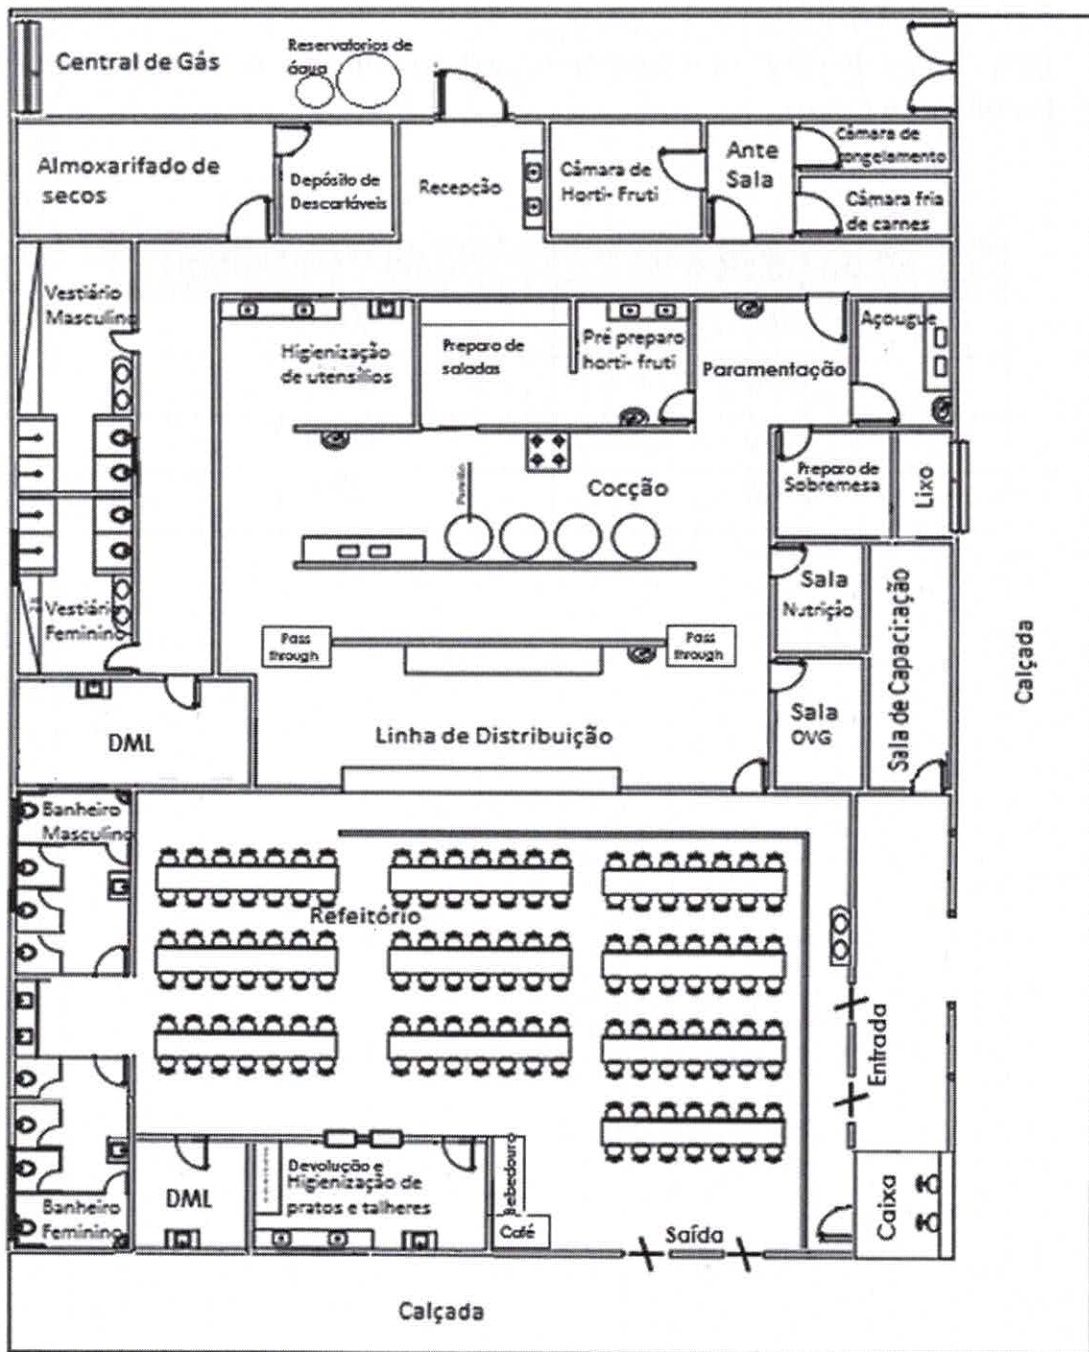 Central de Gás
Reservatorios de
água
Almoxarifado de
secos
Depósito de
Descartáveis
Recepção
Câmara de
Horti- Fruti
Ante
Sala
Câmara de
congelamento
Câmara fria
de carnes
Vestiário
Masculino
Higienização
de utensílios
Preparo de
saladas
Pré preparo
horti- fruti
Paramentação
Açougue
Cocção
Preparo de
Sobremesa
Lixo
Vestiário
Feminino
Pass
through
Pass
through
Sala
Nutrição
Sala de Capacitação
Calçada
DML
Linha de Distribuição
Sala
OVG
Banheiro
Masculino
Refeitório
Entrada
Banheiro
Feminino
DML
Devolução e
Higienização de
pratos e talheres
Bebedouro
Café
Saída
Caixa
Calçada